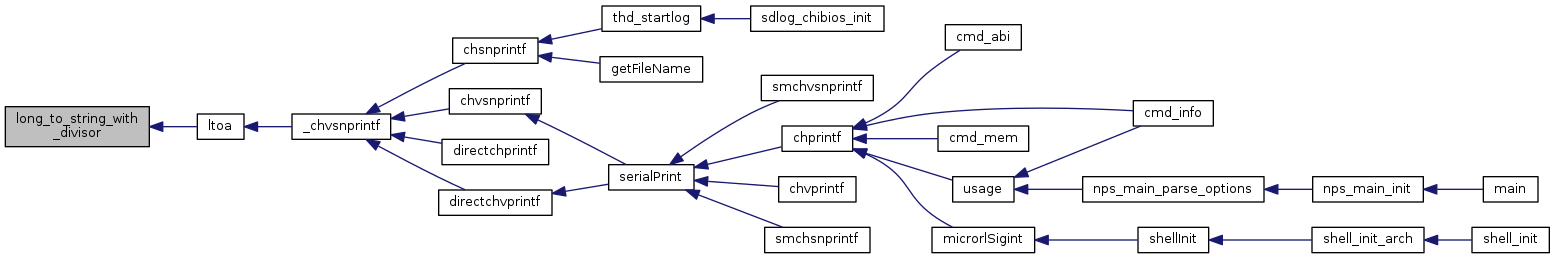 long_to_string_with
_divisor
ltoa
_chvsnprintf
chsnprintf
thd_startlog
sdlog_chibios_init
getFileName
chvsnprintf
directchprintf
directchvprintf
serialPrint
smchvsnprintf
chprintf
chvprintf
smchsnprintf
cmd_abi
cmd_info
cmd_mem
usage
nps_main_parse_options
nps_main_init
main
microrlSigint
shellInit
shell_init_arch
shell_init